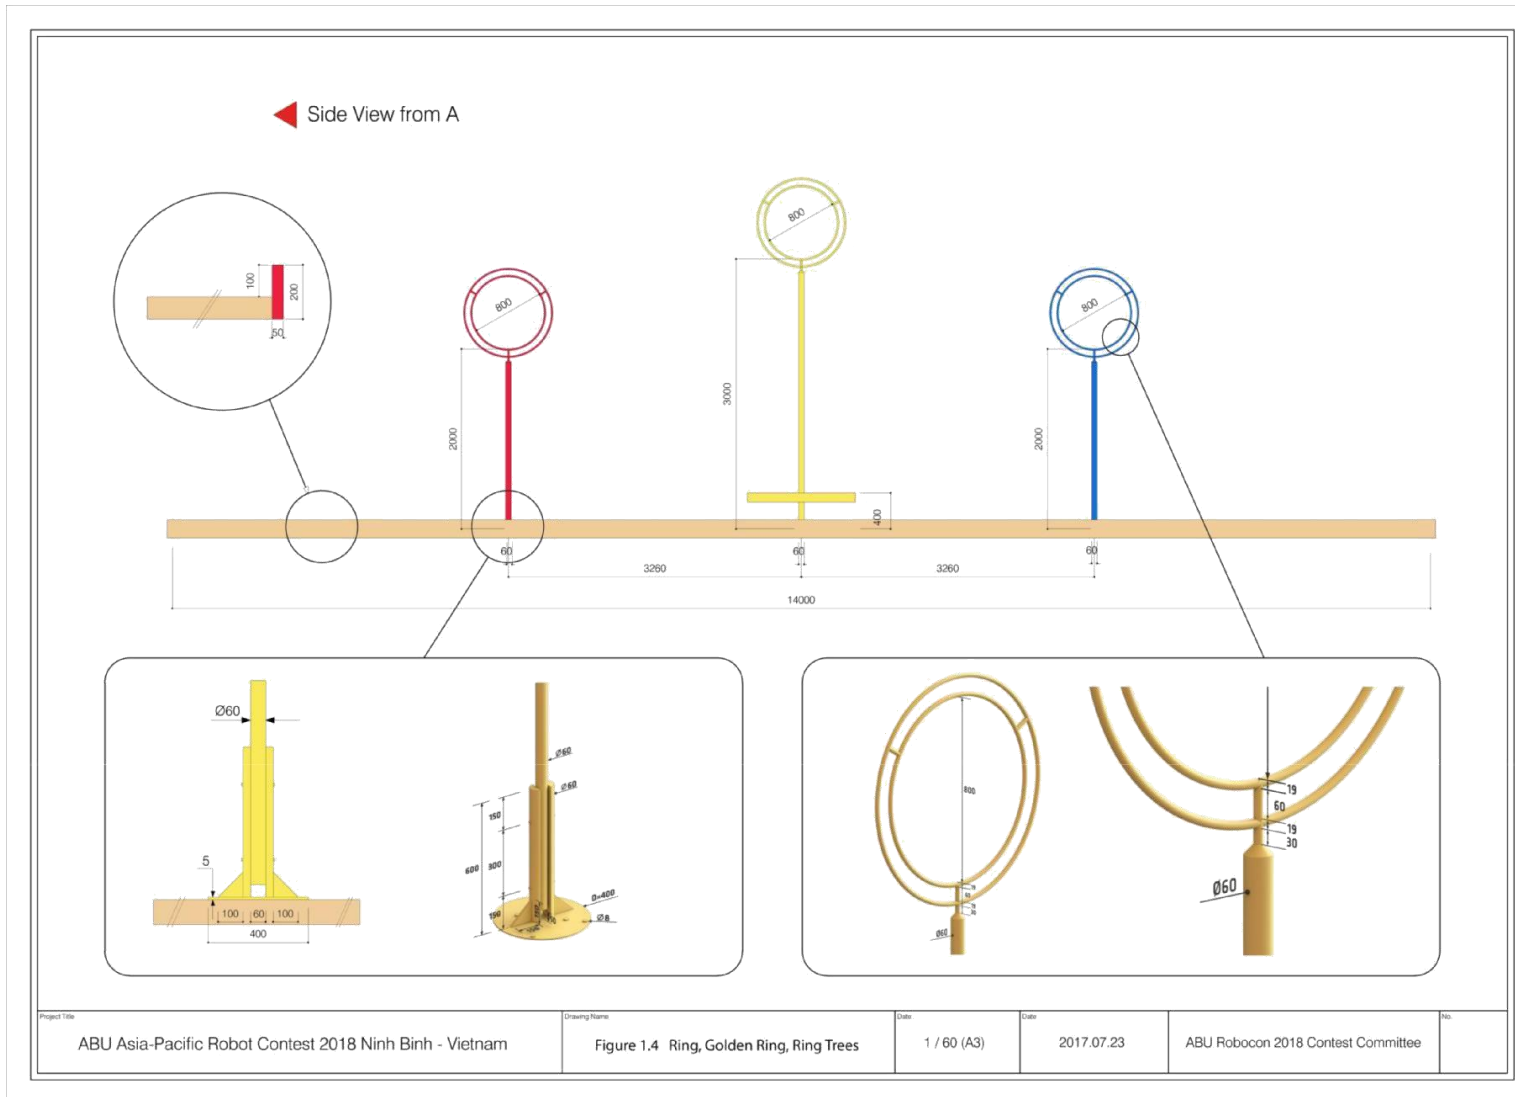 Side View from A
800
800
800
100
200
50
2000
3000
2000
400
60
60
60
3260
3260
14000
Ø60
5
100
60
100
400
Ø60
Ø60
150
600
300
150
D=400
Ø8
800
Ø60
19
60
19
30
Ø60
Project Title
ABU Asia-Pacific Robot Contest 2018 Ninh Binh - Vietnam
Drawing Name
Figure 1.4 Ring, Golden Ring, Ring Trees
Date
1 / 60 (A3)
Date
2017.07.23
ABU Robocon 2018 Contest Committee
No.